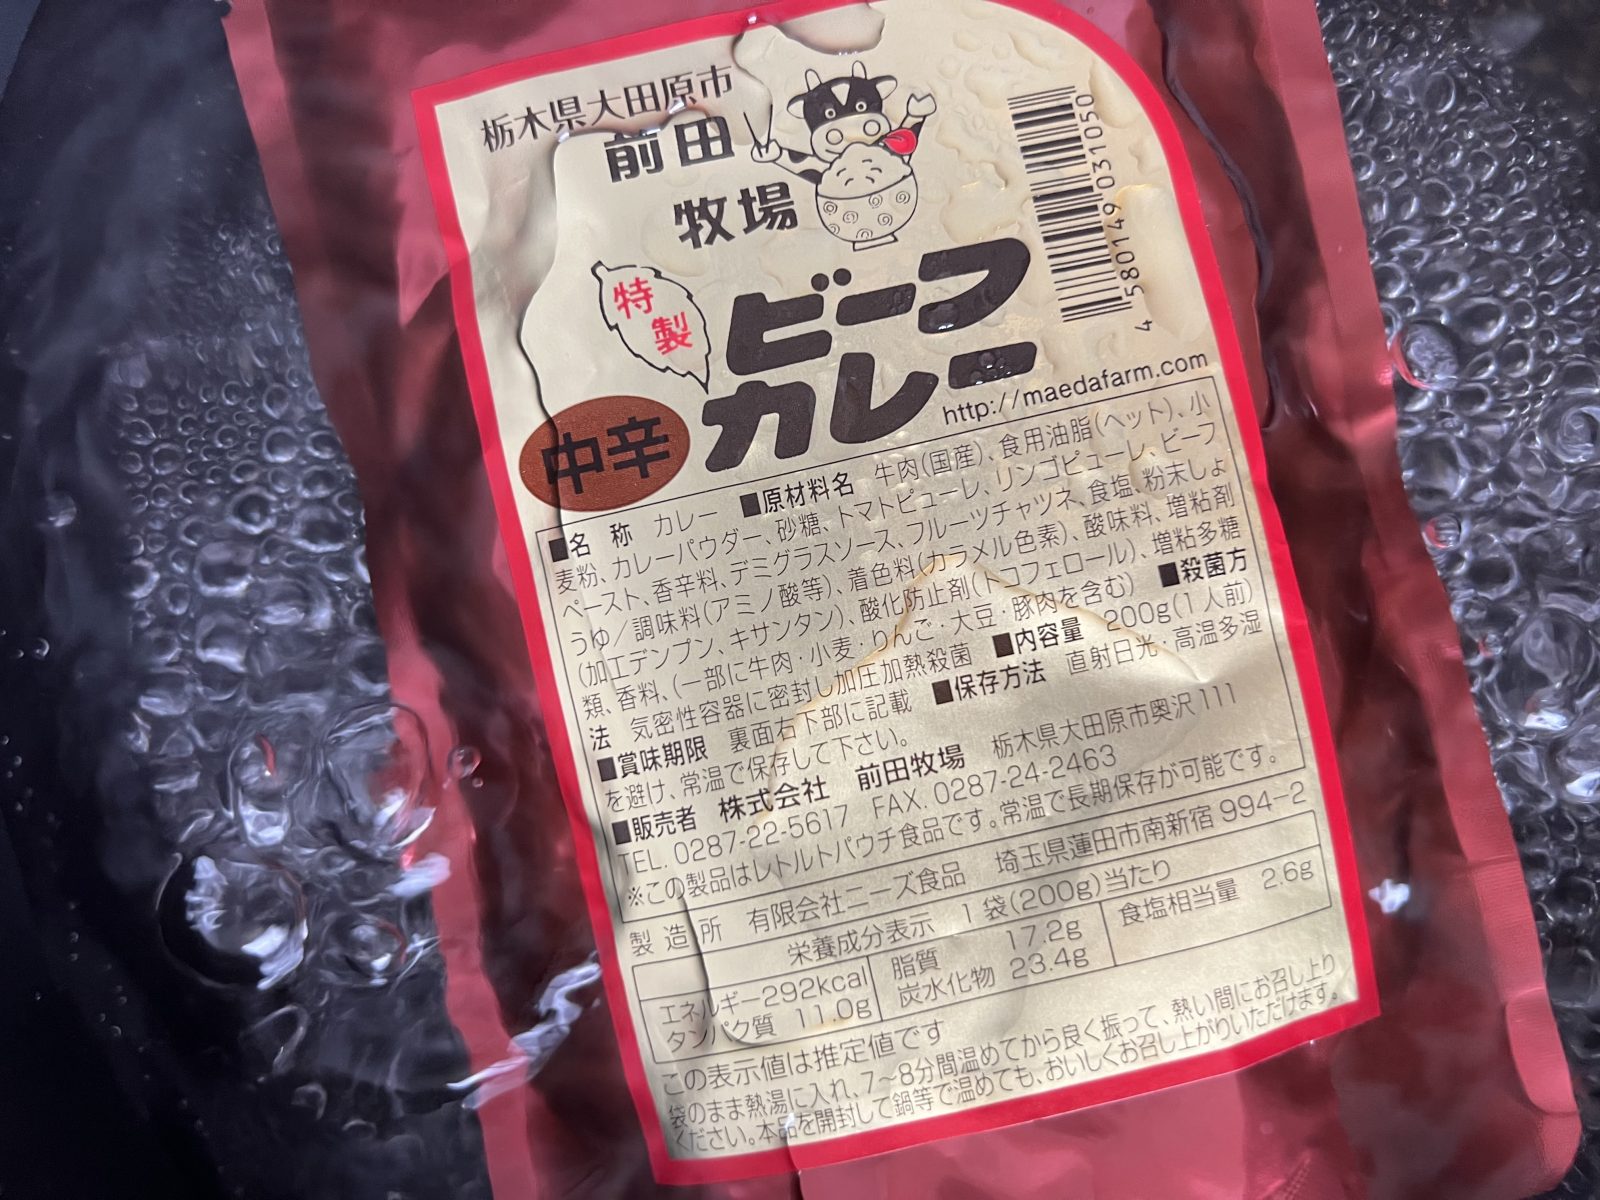 栃木県大田原市
前田
牧場
特製
ビーフ
カレー
中辛
4 580149 031050
http://maedafarm.com
■名 称 カレー ■原材料名 牛肉(国産)、食用油脂(ヘット)、小
麦粉、カレーパウダー、砂糖、トマトピューレ、リンゴピューレ、ビーフ
ペースト、香辛料、デミグラスソース、フルーツチャツネ、食塩、粉末しょ
うゆ/調味料(アミノ酸等)、着色料(カラメル色素)、酸味料、増粘剤
(加工デンプン、キサンタン)、酸化防止剤(トコフェロール)、増粘多糖
類、香料、(一部に牛肉・小麦・りんご・大豆・豚肉を含む) ■殺菌方
法 気密性容器に密封し加圧加熱殺菌 ■内容量 200g(1人前)
■賞味期限 裏面右下部に記載 ■保存方法 直射日光・高温多湿
を避け、常温で保存して下さい。
■販売者 株式会社 前田牧場 栃木県大田原市奥沢111
TEL. 0287-22-5617 FAX. 0287-24-2463
※この製品はレトルトパウチ食品です。常温で長期保存が可能です。
製造所 有限会社ニーズ食品 埼玉県蓮田市南新宿994-2
栄養成分表示 1袋(200g)当たり
エネルギー292kcal 脂質 17.2g 食塩相当量 2.6g
タンパク質 11.0g 炭水化物 23.4g
この表示値は推定値です
袋のまま熱湯に入れ、7~8分間温めてから良く振って、熱い間にお召し上り
ください。本品を開封して鍋等で温めても、おいしくお召し上がりいただけます。